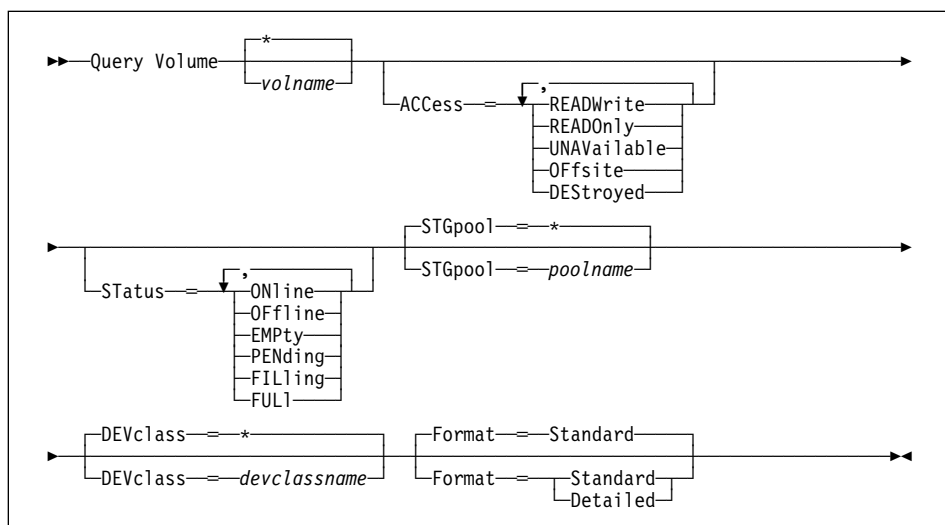 *
Query Volume
volname
,
ACCess = READWrite
READOnly
UNAVailable
OFfsite
DEStroyed
STGpool = *
STGpool = poolname
,
STatus = ONline
OFfline
EMPty
PENding
FILling
FULl
DEVclass = *
DEVclass = devclassname
Format = Standard
Format = Standard
Detailed